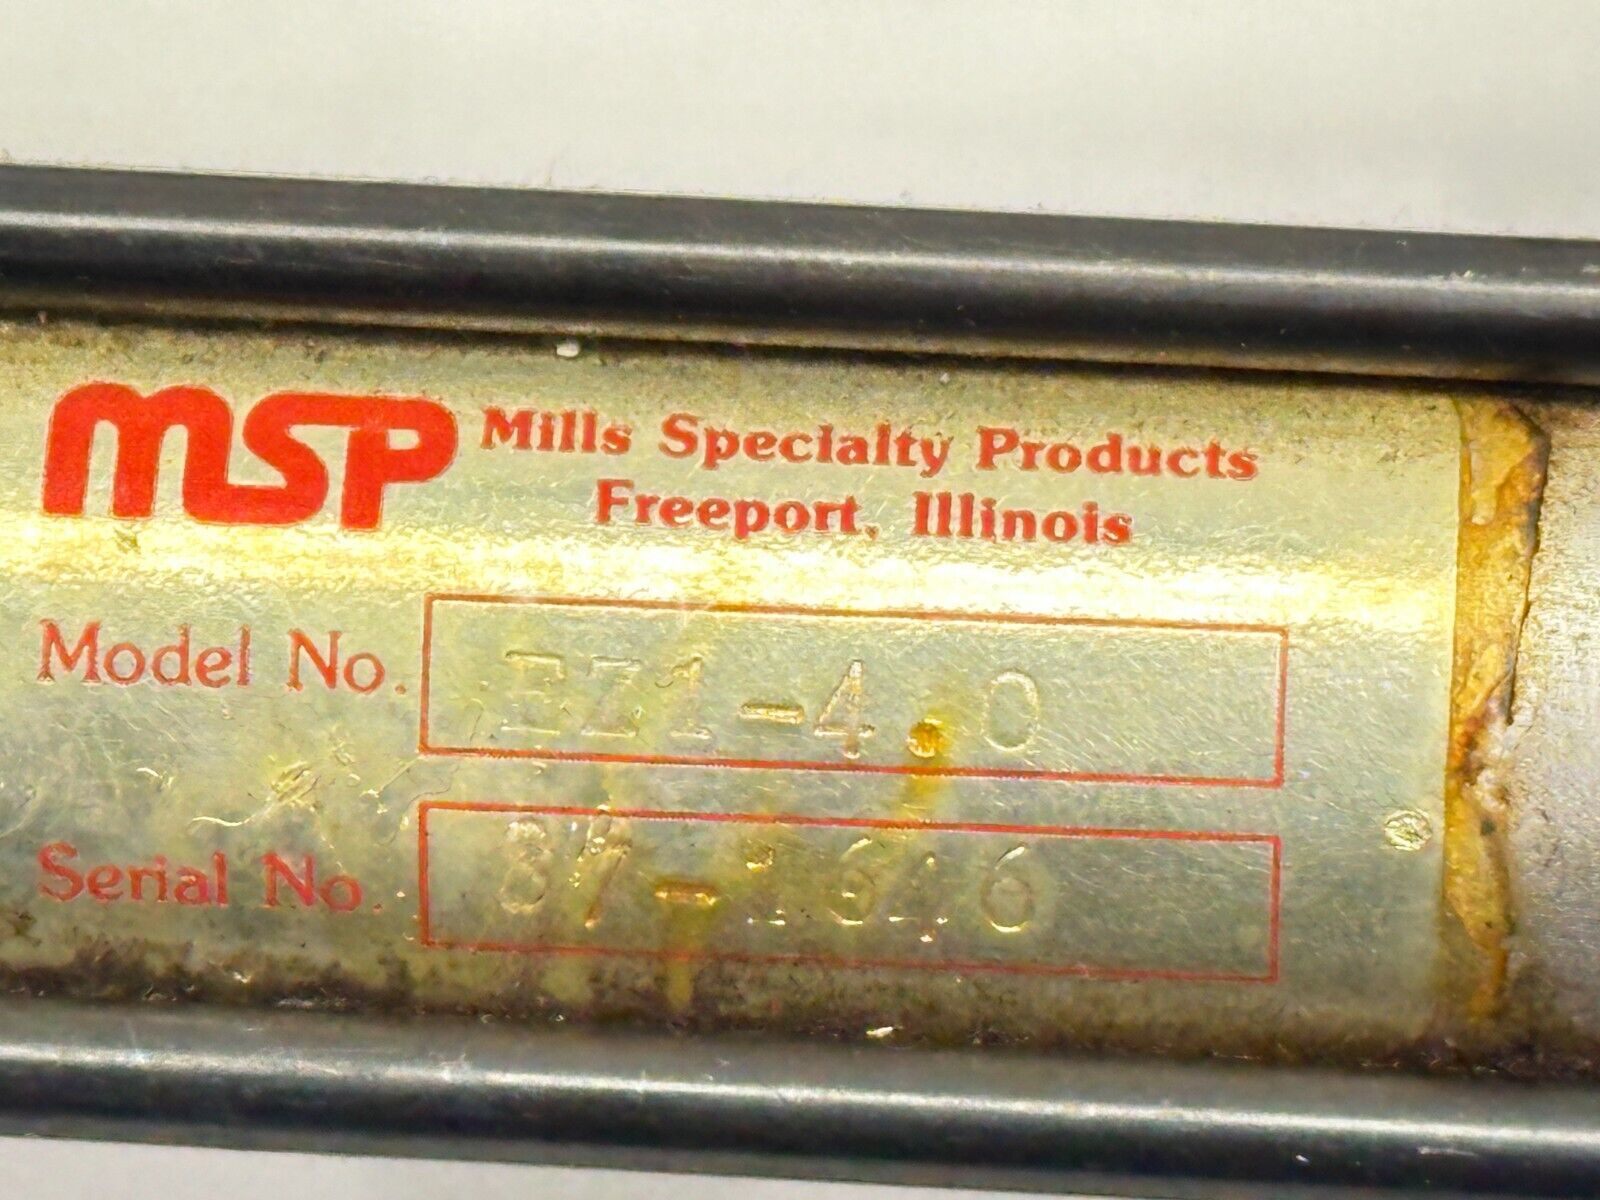 MSP Mills Specialty Products
Freeport, Illinois
Model No. EZ1-4.0
Serial No.